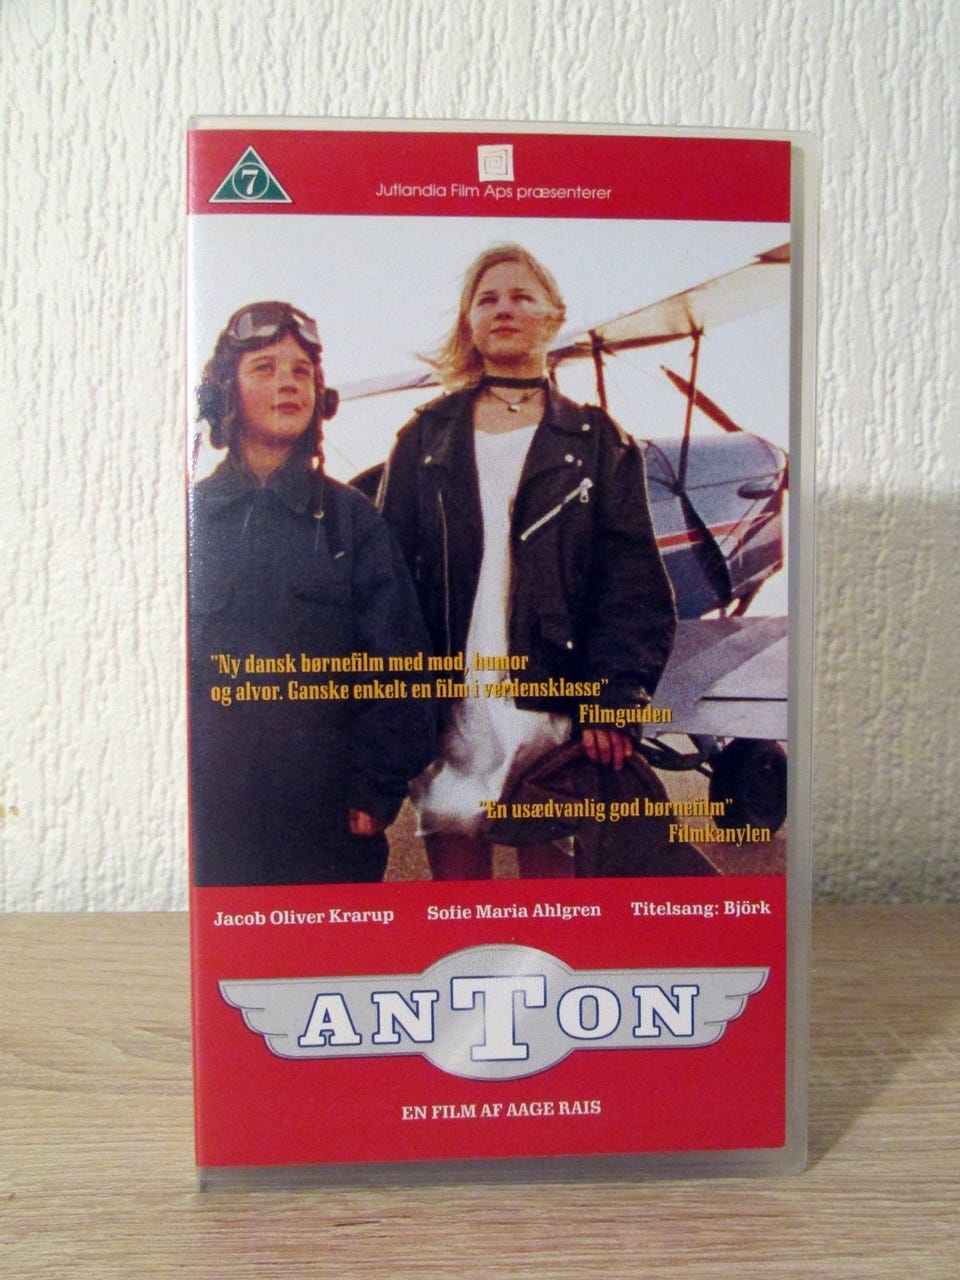 7
Jutlandia Film Aps præsenterer
"Ny dansk børnefilm med mod, humor
og alvor. Ganske enkelt en film i verdensklasse"
Filmguiden
"En usædvanlig god børnefilm"
Filmkanylen
Jacob Oliver Krarup Sofie Maria Ahlgren Titelsang: Björk
ANTON
EN FILM AF AAGE RAIS